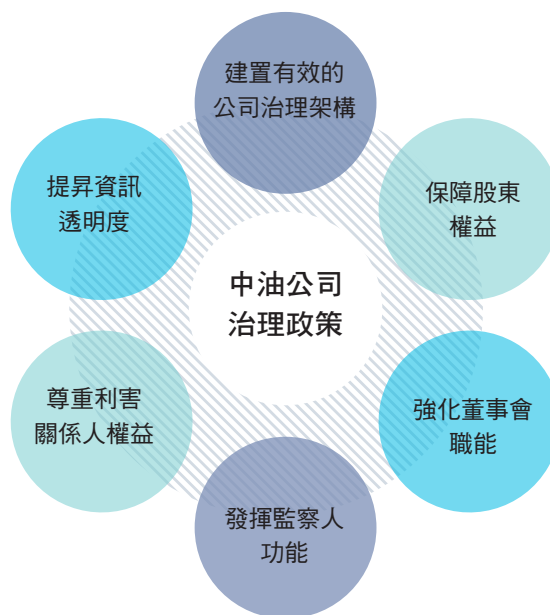 建置有效的
公司治理架構
提昇資訊
透明度
保障股東
權益
中油公司
治理政策
尊重利害
關係人權益
強化董事會
職能
發揮監察人
功能